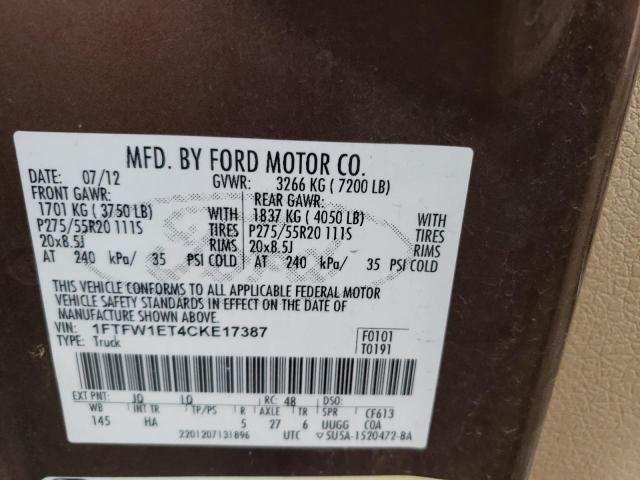 MFD. BY FORD MOTOR CO.
DATE: 07/12 GVWR: 3266 KG ( 7200 LB)
FRONT GAWR: REAR GAWR:
1701 KG ( 3750 LB) WITH 1837 KG ( 4050 LB) WITH
P275/55R20 111S TIRES P275/55R20 111S TIRES
20x8.5J RIMS 20x8.5J RIMS
AT 240 kPa/ 35 PSI COLD AT 240 kPa/ 35 PSI COLD
THIS VEHICLE CONFORMS TO ALL APPLICABLE FEDERAL MOTOR
VEHICLE SAFETY STANDARDS IN EFFECT ON THE DATE OF
MANUFACTURE SHOWN ABOVE.
VIN: 1FTFW1ET4CKE17387 F0101
TYPE: Truck T0191
EXT PNT: JQ LQ RC: 48 DSO:
WB INT TR TP/PS R AXLE TR SPR CF613
145 HA 5 27 6 UUGG COA
2201207131896 UTC SU5A-1520472-BA